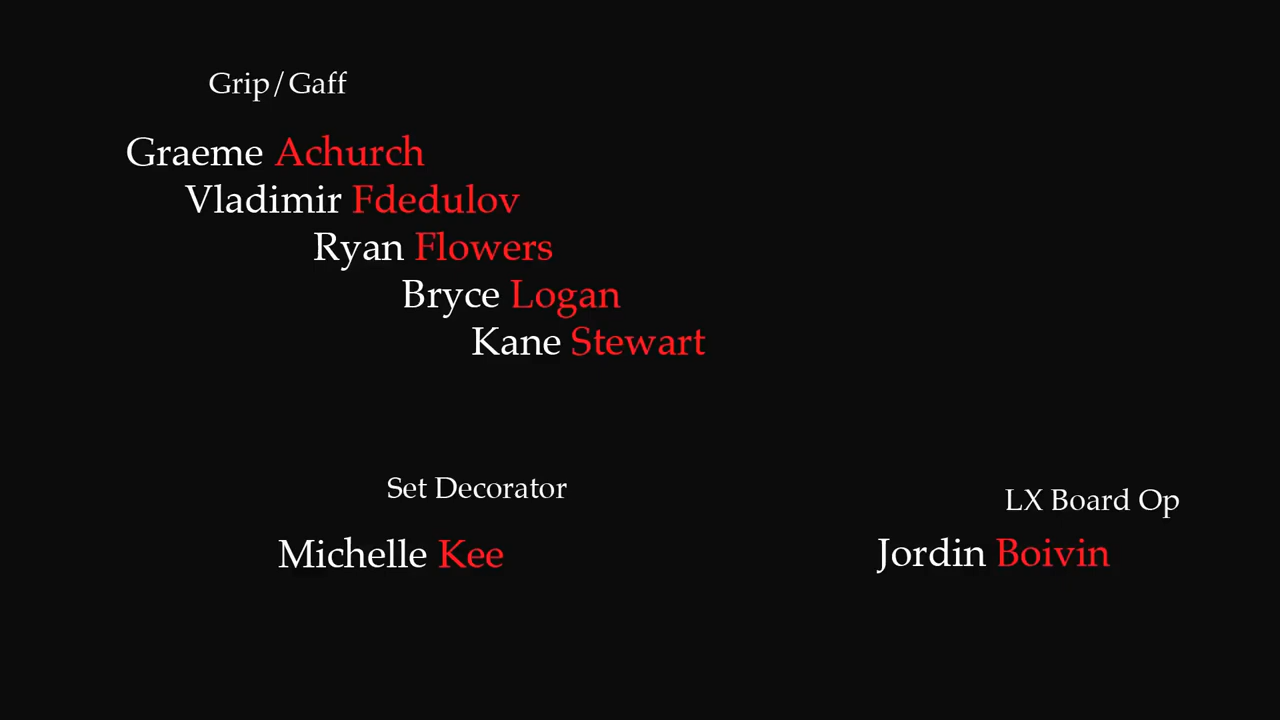 Grip/Gaff
Graeme Achurch
Vladimir Fdedulov
Ryan Flowers
Bryce Logan
Kane Stewart
Set Decorator
Michelle Kee
LX Board Op
Jordin Boivin